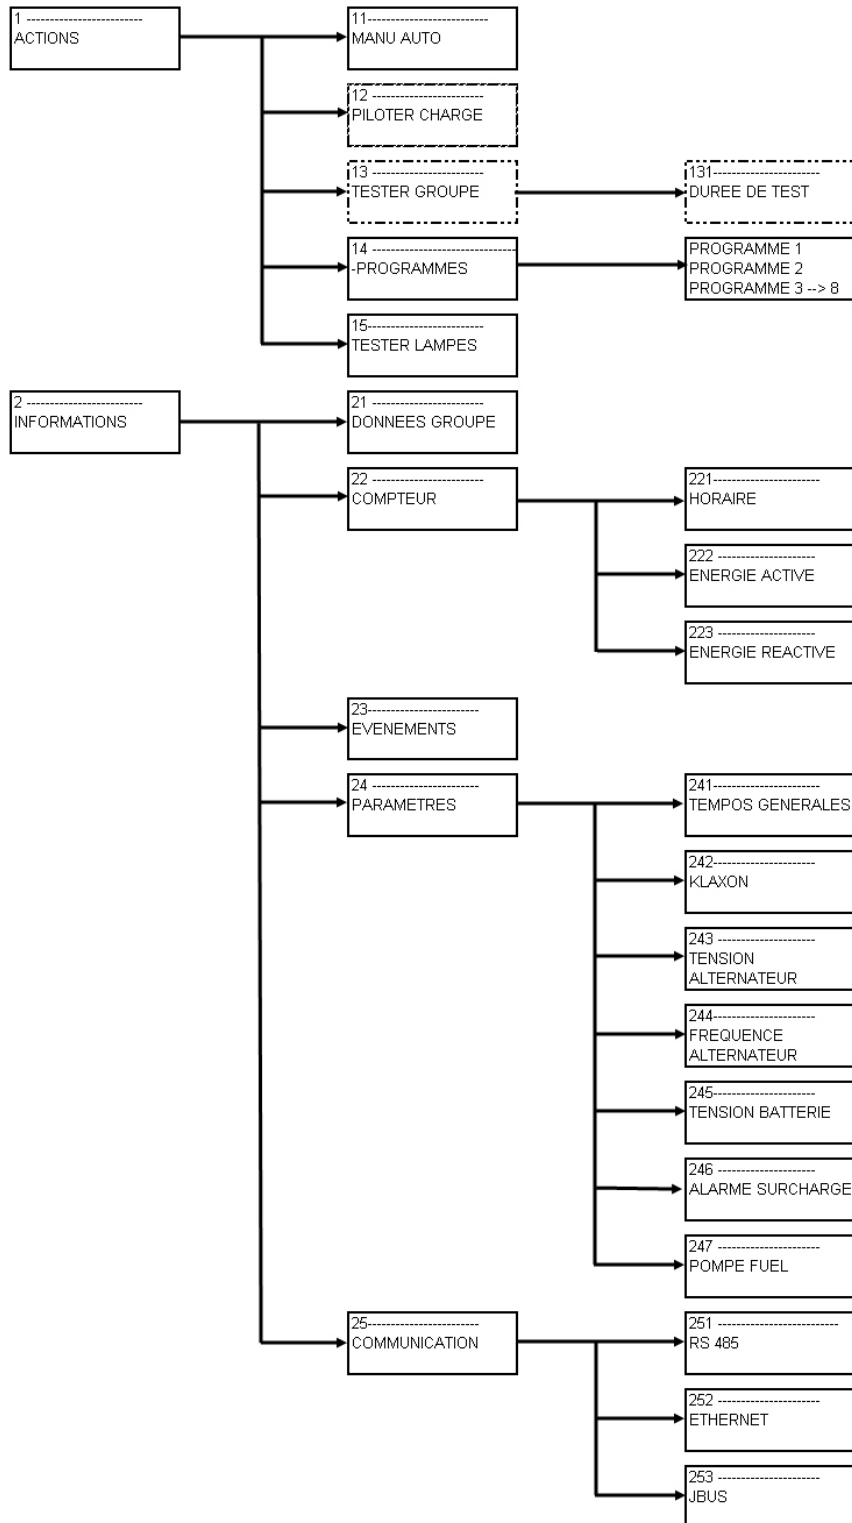 1 -------------------------
ACTIONS
11--------------------------
MANU AUTO
12 ------------------------
PILOTER CHARGE
13 ------------------------
TESTER GROUPE
131-----------------------
DUREE DE TEST
14 -------------------------------
-PROGRAMMES
PROGRAMME 1
PROGRAMME 2
PROGRAMME 3 --> 8
15-------------------------
TESTER LAMPES
2 -------------------------
INFORMATIONS
21 ------------------------
DONNEES GROUPE
22 ------------------------
COMPTEUR
221-----------------------
HORAIRE
222 ---------------------
ENERGIE ACTIVE
223 ---------------------
ENERGIE REACTIVE
23------------------------
EVENEMENTS
24 -----------------------
PARAMETRES
241-----------------------
TEMPOS GENERALES
242----------------------
KLAXON
243 ---------------------
TENSION
ALTERNATEUR
244----------------------
FREQUENCE
ALTERNATEUR
245----------------------
TENSION BATTERIE
246 ---------------------
ALARME SURCHARGE
247 ----------------------
POMPE FUEL
25------------------------
COMMUNICATION
251 --------------------------
RS 485
252 ----------------------
ETHERNET
253 ----------------------
JBUS